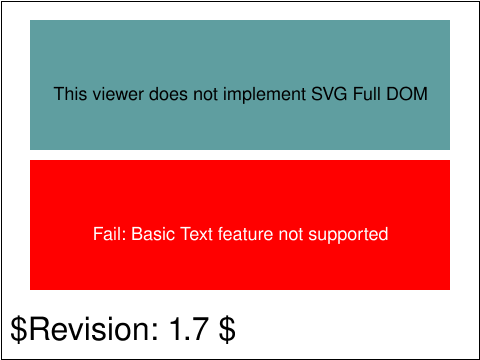 This viewer does not implement SVG Full DOM
Fail: Basic Text feature not supported
$Revision: 1.7 $